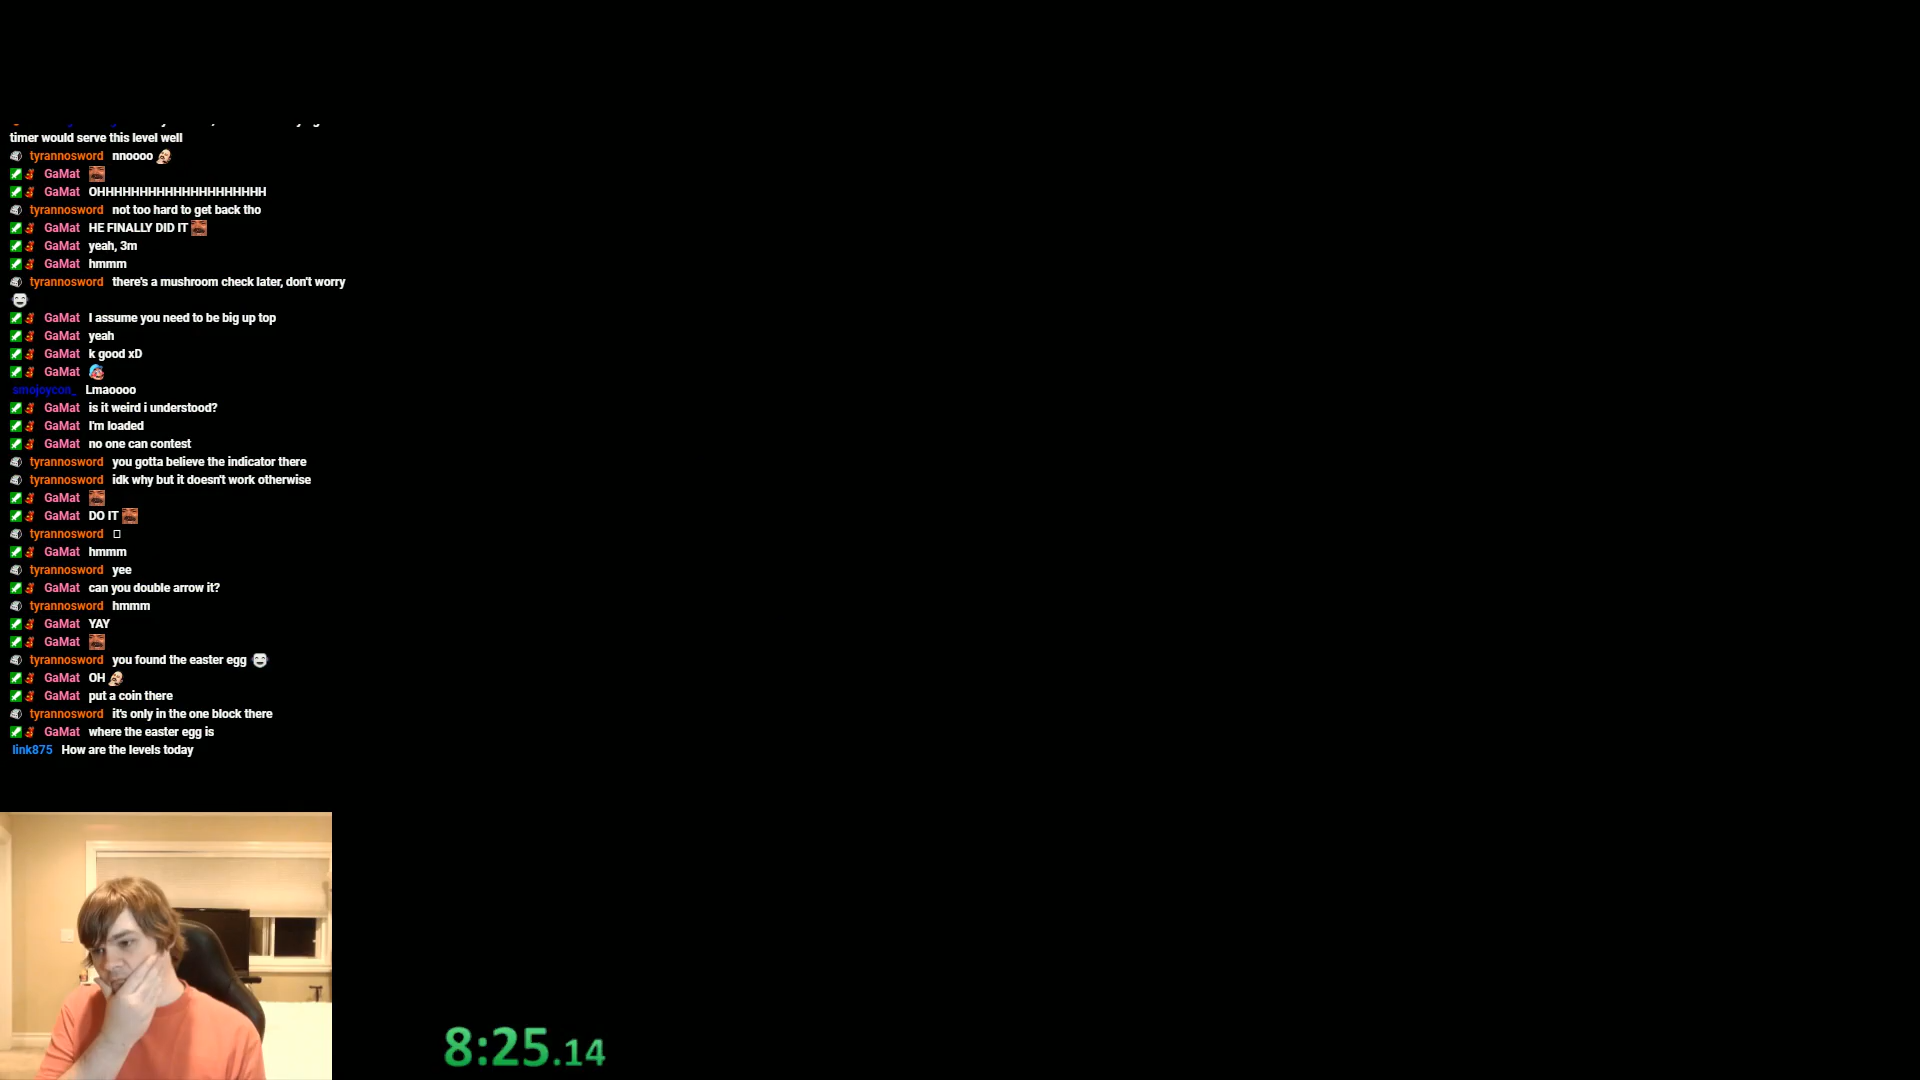 timer would serve this level well
tyrannosword nnoooo
GaMat
GaMat OHHHHHHHHHHHHHHHHHHHH
tyrannosword not too hard to get back tho
GaMat HE FINALLY DID IT
GaMat yeah, 3m
GaMat hmmm
tyrannosword there's a mushroom check later, don't worry
GaMat I assume you need to be big up top
GaMat yeah
GaMat k good xD
GaMat
smojoycon_ Lmaoooo
GaMat is it weird i understood?
GaMat I'm loaded
GaMat no one can contest
tyrannosword you gotta believe the indicator there
tyrannosword idk why but it doesn't work otherwise
GaMat
GaMat DO IT
tyrannosword
GaMat hmmm
tyrannosword yee
GaMat can you double arrow it?
tyrannosword hmmm
GaMat YAY
GaMat
tyrannosword you found the easter egg
GaMat OH
GaMat put a coin there
tyrannosword it's only in the one block there
GaMat where the easter egg is
link875 How are the levels today
8:25.14